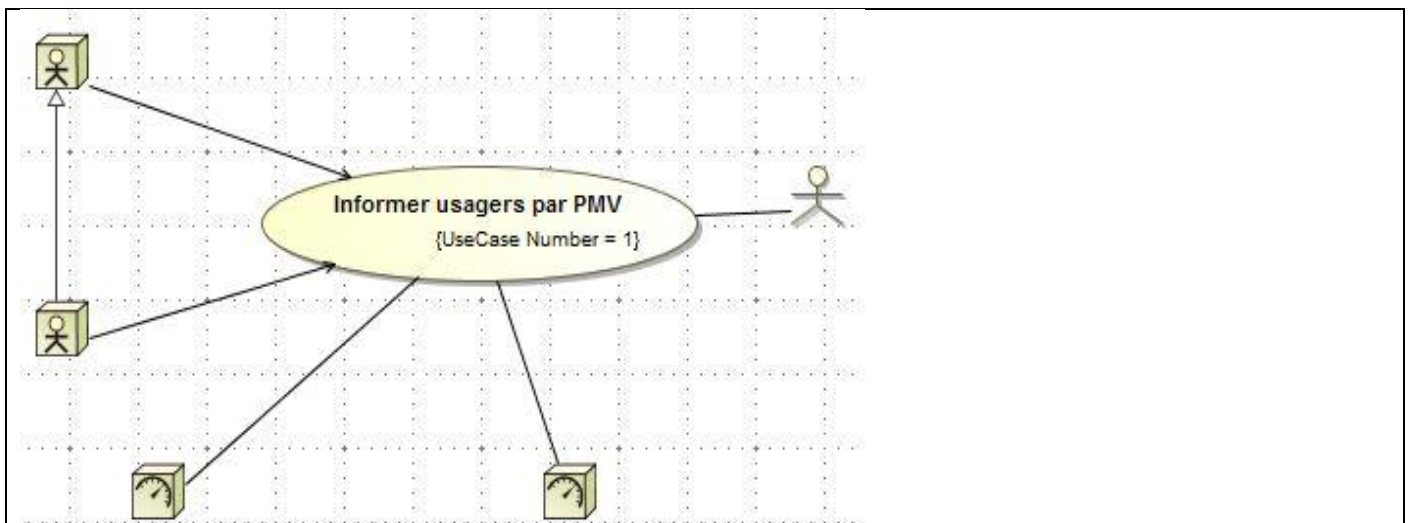 Informer usagers par PMV
{UseCase Number = 1}